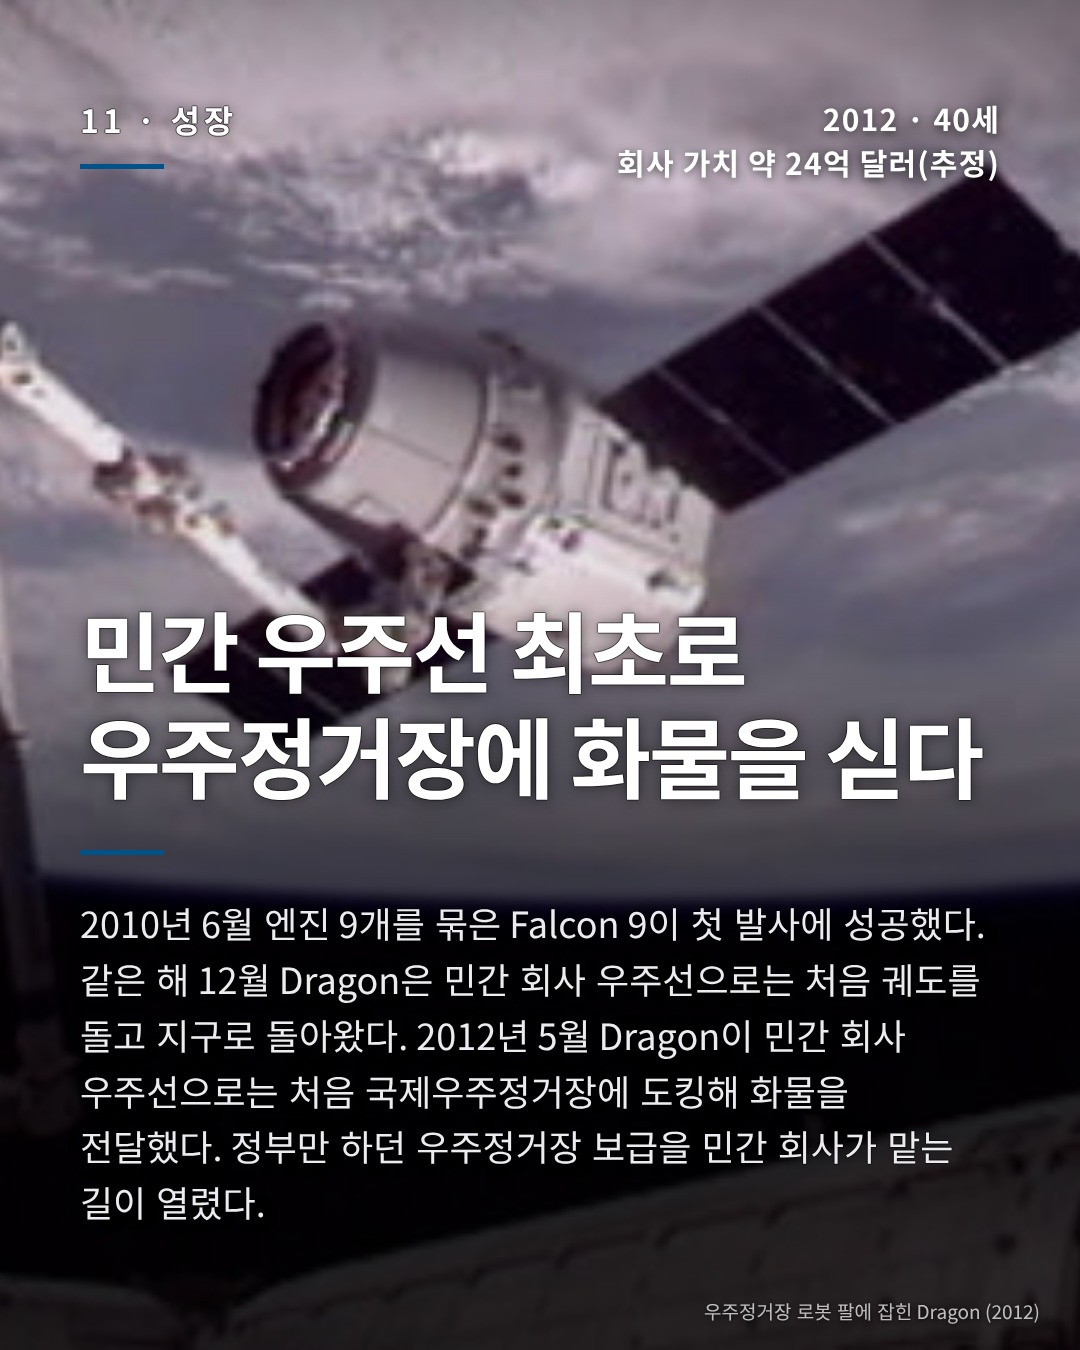 11 · 성장
2012 · 40세
회사 가치 약 24억 달러(추정)
민간 우주선 최초로
우주정거장에 화물을 싣다
2010년 6월 엔진 9개를 묶은 Falcon 9이 첫 발사에 성공했다.
같은 해 12월 Dragon은 민간 회사 우주선으로는 처음 궤도를
돌고 지구로 돌아왔다. 2012년 5월 Dragon이 민간 회사
우주선으로는 처음 국제우주정거장에 도킹해 화물을
전달했다. 정부만 하던 우주정거장 보급을 민간 회사가 맡는
길이 열렸다.
우주정거장 로봇 팔에 잡힌 Dragon (2012)